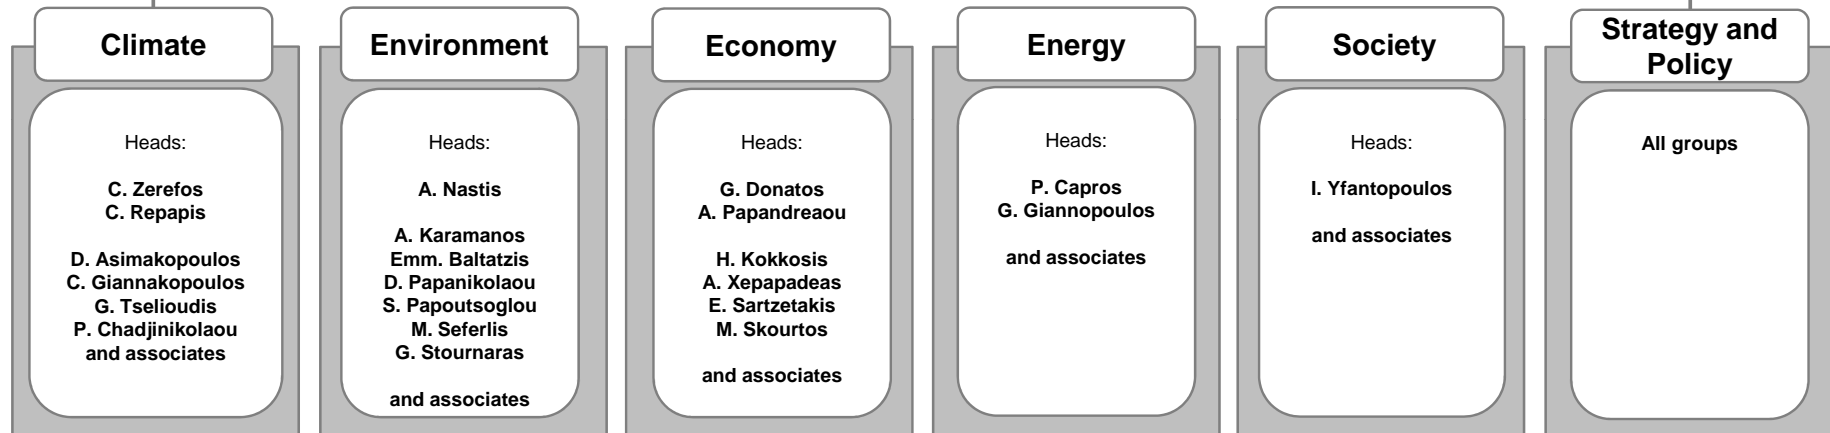 Climate
Heads:
C. Zerefos
C. Repapis
D. Asimakopoulos
C. Giannakopoulos
G. Tselioudis
P. Chadjinikolaou
and associates
Environment
Heads:
A. Nastis
A. Karamanos
Emm. Baltatzis
D. Papanikolaou
S. Papoutsoglou
M. Seferlis
G. Stournaras
and associates
Economy
Heads:
G. Donatos
A. Papandreaou
H. Kokkosis
A. Xepapadeas
E. Sartzetakis
M. Skourtos
and associates
Energy
Heads:
P. Capros
G. Giannopoulos
and associates
Society
Heads:
I. Yfantopoulos
and associates
Strategy and
Policy
All groups